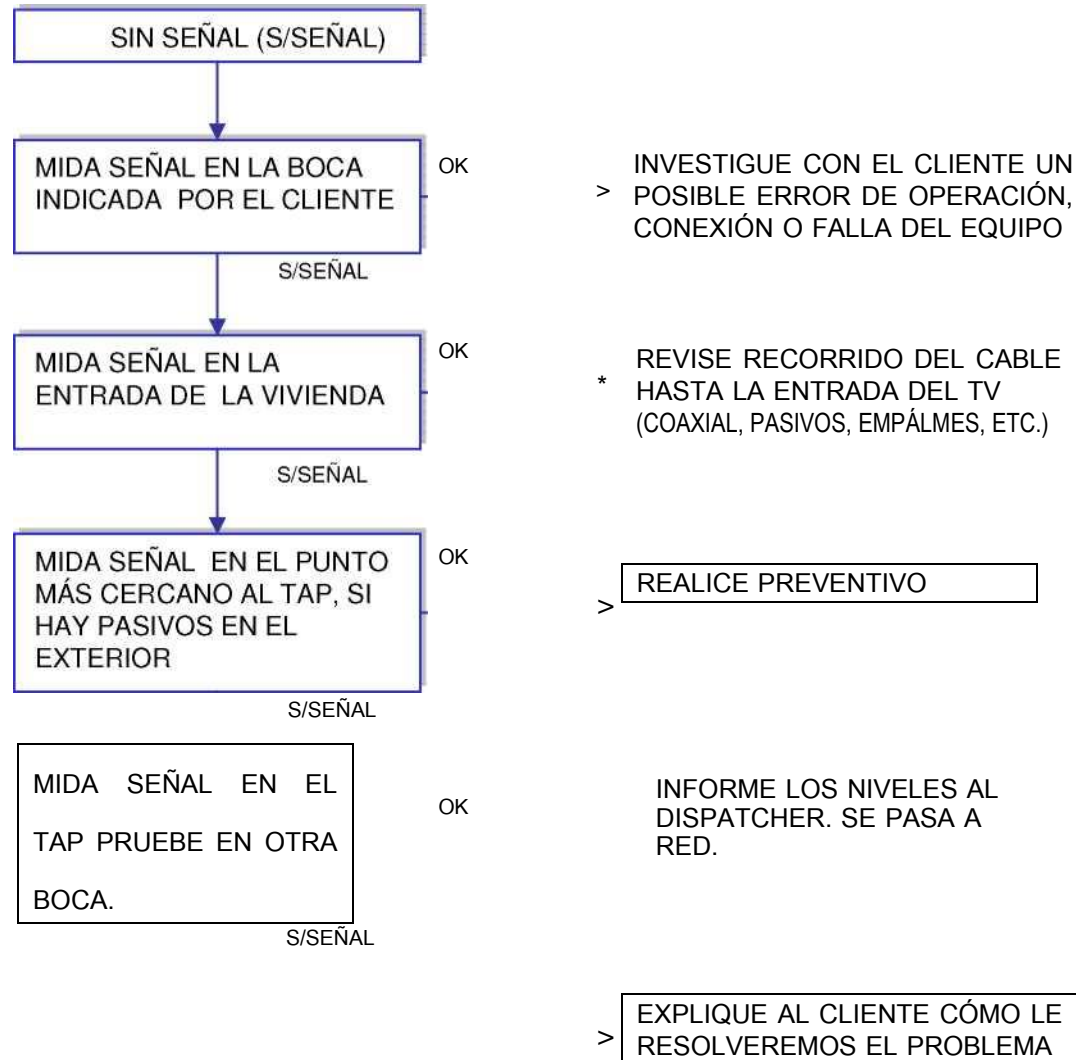 SIN SEÑAL (S/SEÑAL)
MIDA SEÑAL EN LA BOCA
INDICADA POR EL CLIENTE
OK
> INVESTIGUE CON EL CLIENTE UN
POSIBLE ERROR DE OPERACIÓN,
CONEXIÓN O FALLA DEL EQUIPO
S/SEÑAL
MIDA SEÑAL EN LA
ENTRADA DE LA VIVIENDA
OK
* REVISE RECORRIDO DEL CABLE
HASTA LA ENTRADA DEL TV
(COAXIAL, PASIVOS, EMPÁLMES, ETC.)
S/SEÑAL
MIDA SEÑAL EN EL PUNTO
MÁS CERCANO AL TAP, SI
HAY PASIVOS EN EL
EXTERIOR
OK
> REALICE PREVENTIVO
S/SEÑAL
MIDA SEÑAL EN EL
TAP PRUEBE EN OTRA
BOCA.
OK
INFORME LOS NIVELES AL
DISPATCHER. SE PASA A
RED.
S/SEÑAL
> EXPLIQUE AL CLIENTE CÓMO LE
RESOLVEREMOS EL PROBLEMA